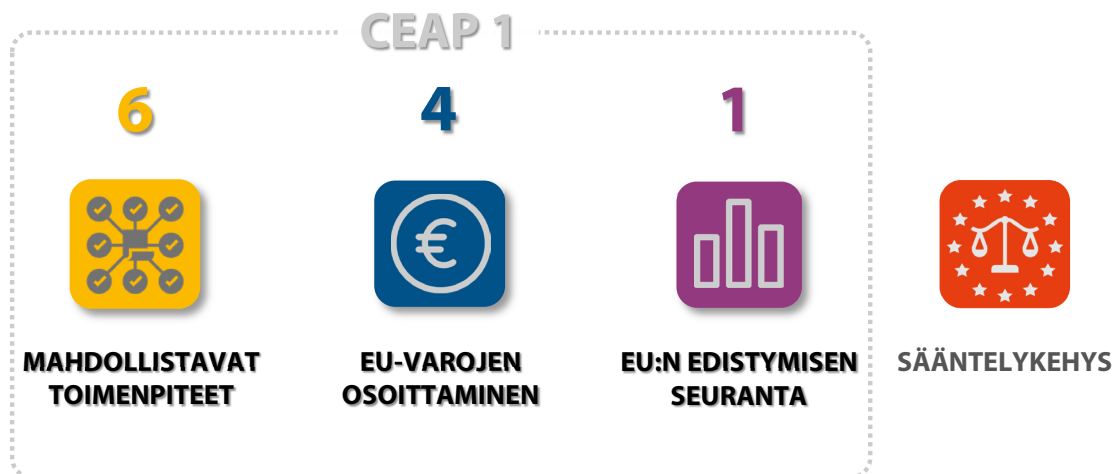 CEAP 1
6
4
1
MAHDOLLISTAVAT
TOIMENPITEET
EU-VAROJEN
OSOITTAMINEN
EU:N EDISTYMISEN
SEURANTA
SÄÄNTELYKEHYS